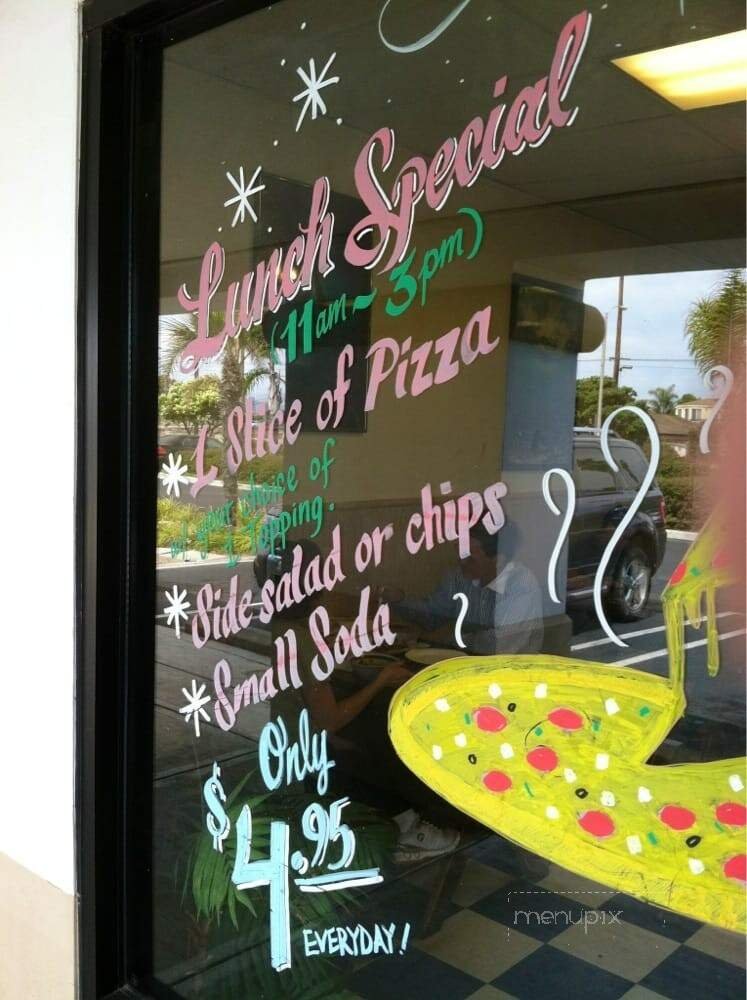 Lunch Special
(11am ~ 3pm)
* 1 Slice of Pizza
w/ your choice of
1 Topping.
* Side salad or chips
* Small Soda
Only
$4.95
EVERYDAY!
menupix